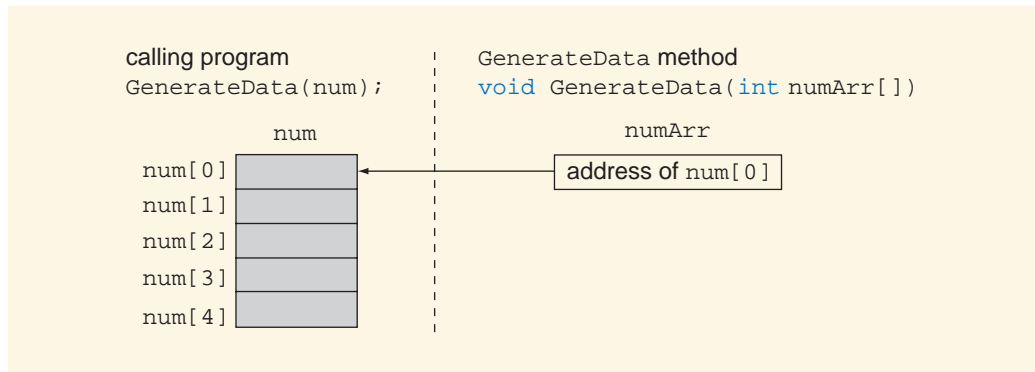 calling program
GenerateData(num);
num
num[0]
num[1]
num[2]
num[3]
num[4]
GenerateData method
void GenerateData(int numArr[])
numArr
address of num[0]